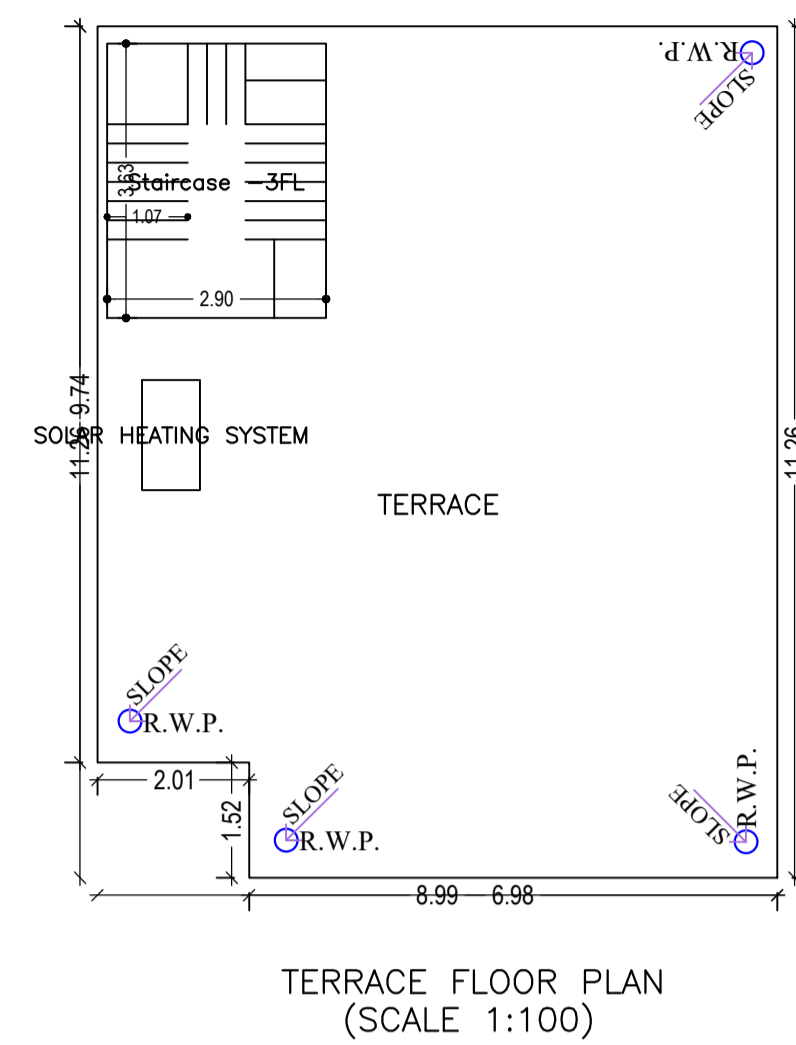 R.W.P.
SLOPE
3.63
Staircase -3FL
1.07
2.90
9.74
11.26
11.26
SOLAR HEATING SYSTEM
TERRACE
SLOPE
R.W.P.
2.01
1.52
SLOPE
R.W.P.
SLOPE
R.W.P.
8.99
6.98
TERRACE FLOOR PLAN
(SCALE 1:100)